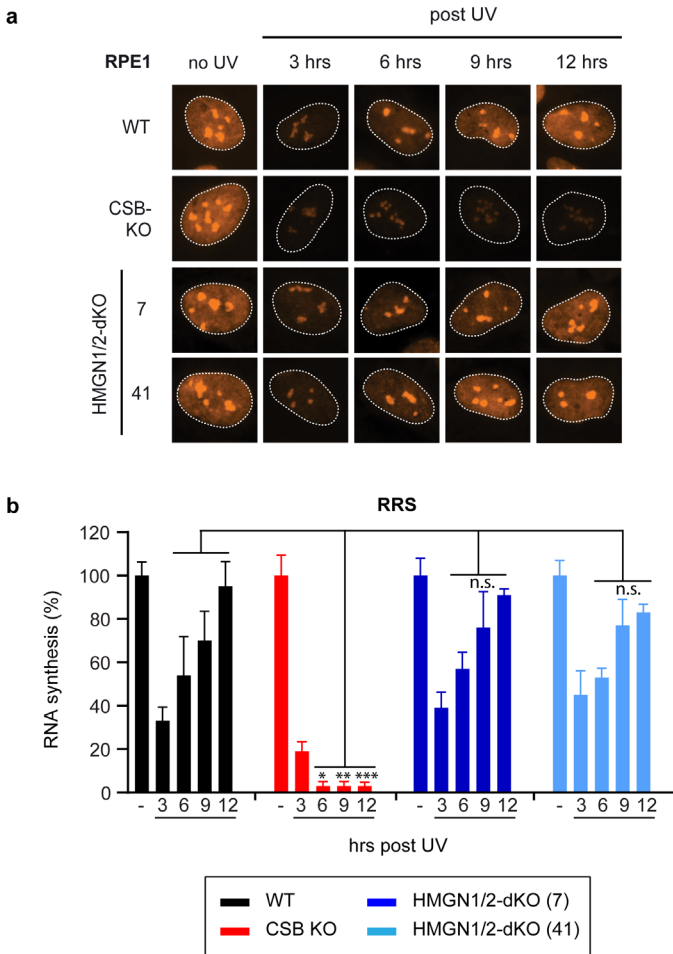 a
post UV
RPE1 no UV 3 hrs 6 hrs 9 hrs 12 hrs
WT
CSB-
KO
HMGN1/2-dKO
7
41
b
RRS
RNA synthesis (%)
120
100
80
60
40
20
0
n.s. n.s.
* ** ***
- 3 6 9 12 - 3 6 9 12 - 3 6 9 12 - 3 6 9 12
hrs post UV
WT HMGN1/2-dKO (7)
CSB KO HMGN1/2-dKO (41)